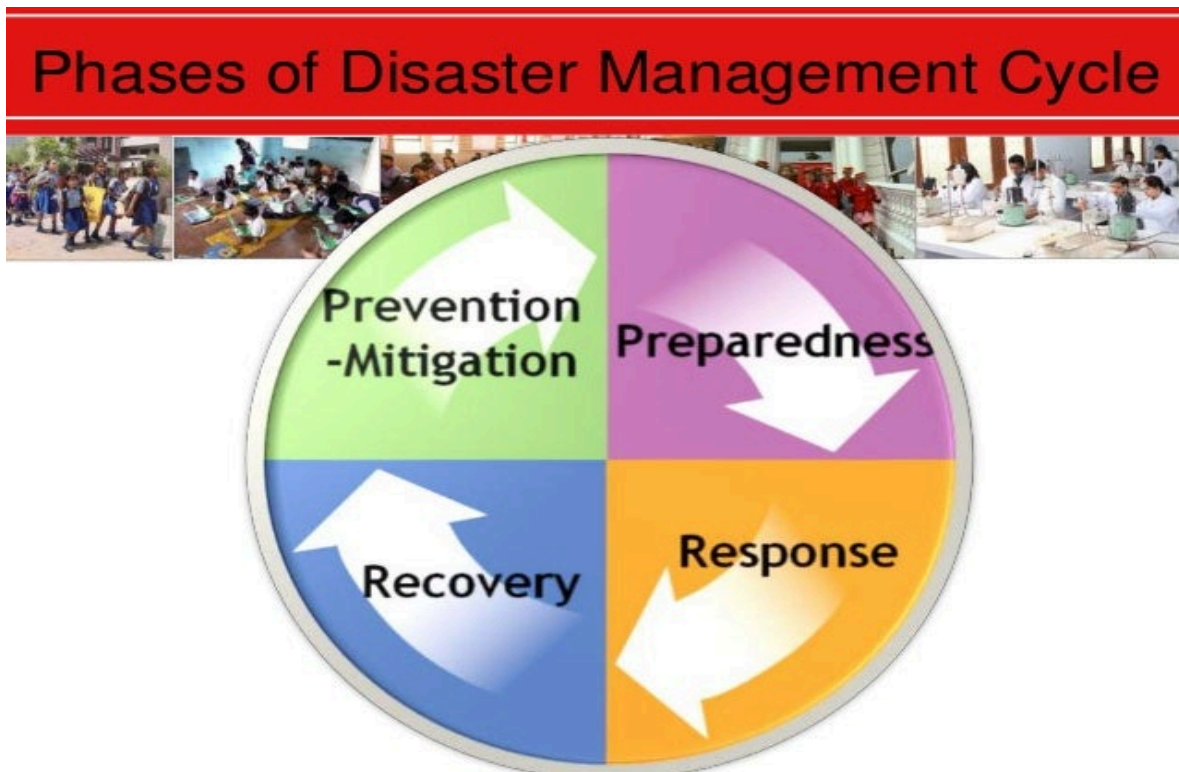 Phases of Disaster Management Cycle
Prevention
-Mitigation
Preparedness
Response
Recovery